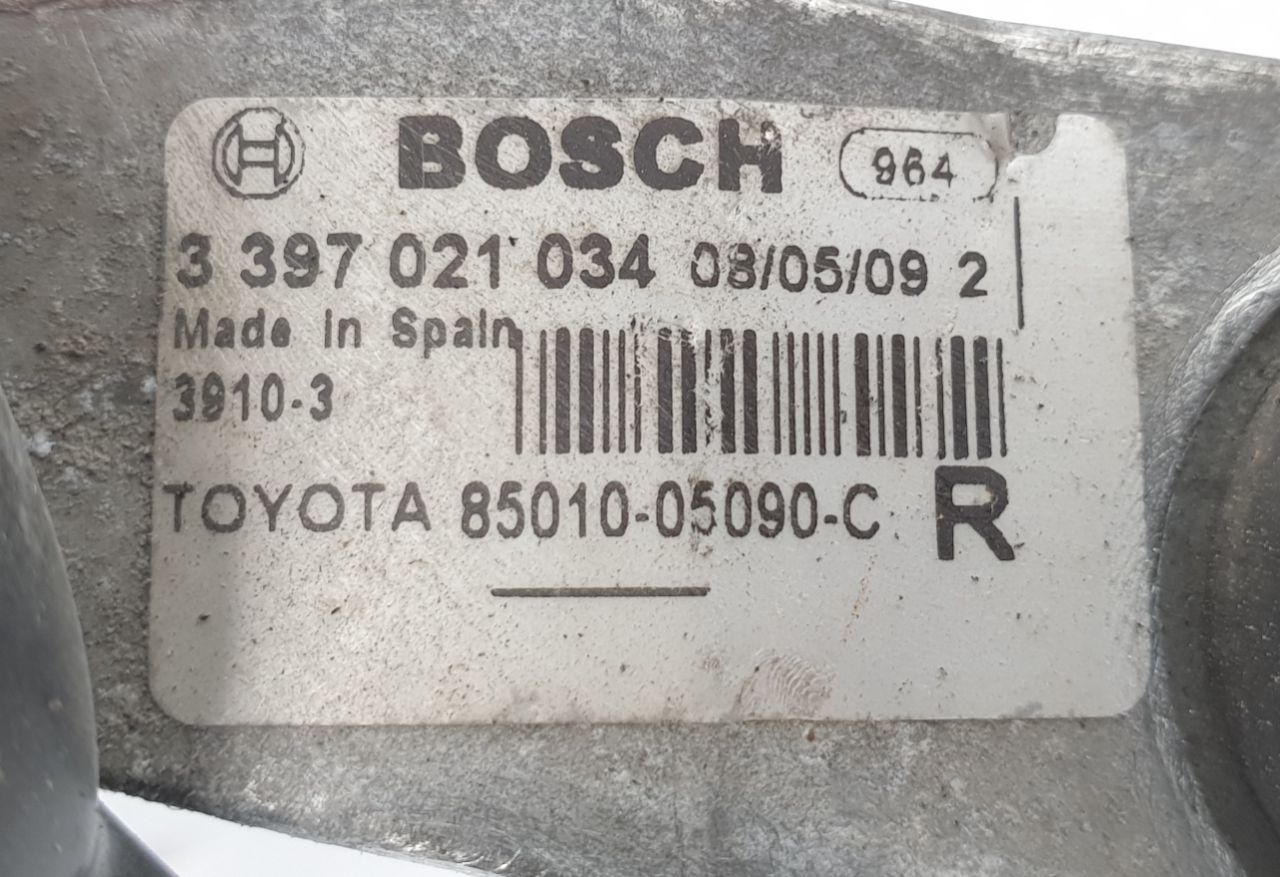 BOSCH 964
3 397 021 034 08/05/09 2
Made in Spain
3910-3
TOYOTA 85010-05090-C R